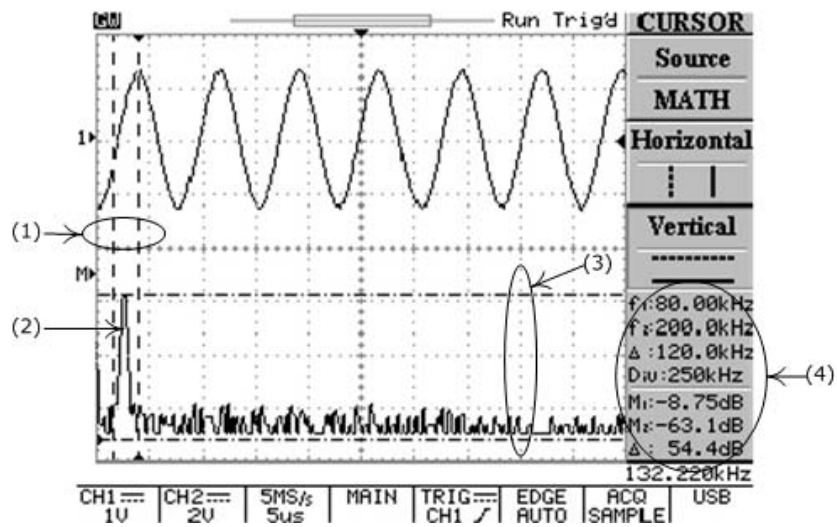 GW
Run Trig'd
CURSOR
Source
MATH
Horizontal
Vertical
1
M
(1)
(2)
(3)
(4)
f₁:80.00kHz
f₂:200.0kHz
Δ :120.0kHz
Div:250kHz
M₁:-8.75dB
M₂:-63.1dB
Δ : 54.4dB
132.220kHz
CH1 CH2 5MS/s MAIN TRIG EDGE ACQ USB
1V 2V 5us CH1 AUTO SAMPLE